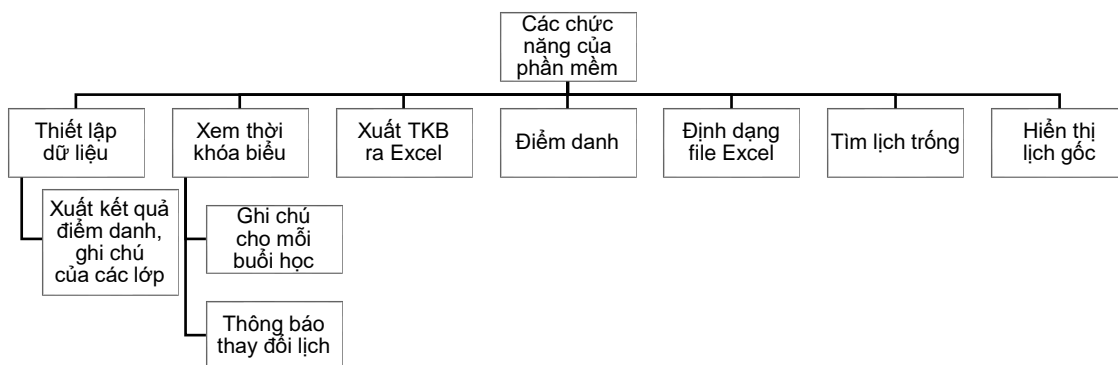 Các chức
năng của
phần mềm
Thiết lập
dữ liệu
Xem thời
khóa biểu
Xuất TKB
ra Excel
Điểm danh
Định dạng
file Excel
Tìm lịch trống
Hiển thị
lịch gốc
Xuất kết quả
điểm danh,
ghi chú
của các lớp
Ghi chú
cho mỗi
buổi học
Thông báo
thay đổi lịch